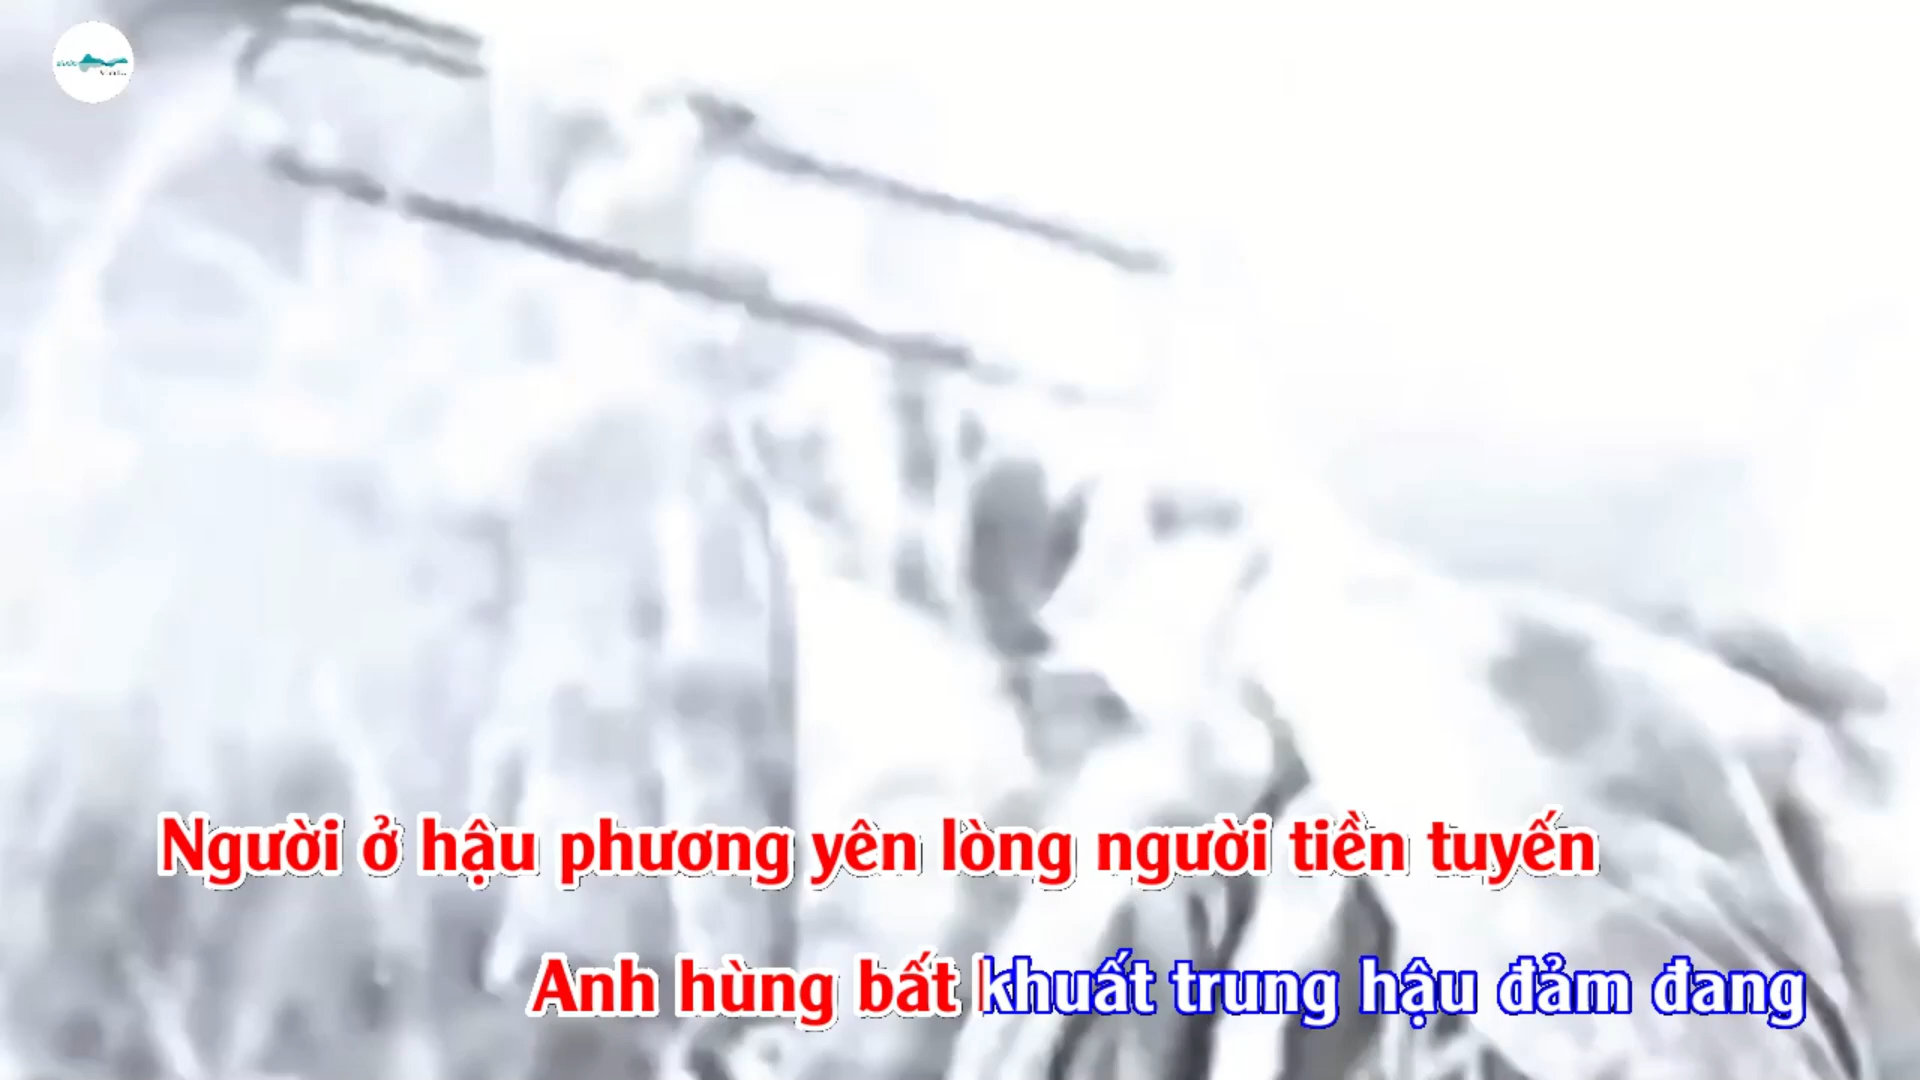 Người ở hậu phương yên lòng người tiền tuyến
Anh hùng bất khuất trung hậu đảm đang